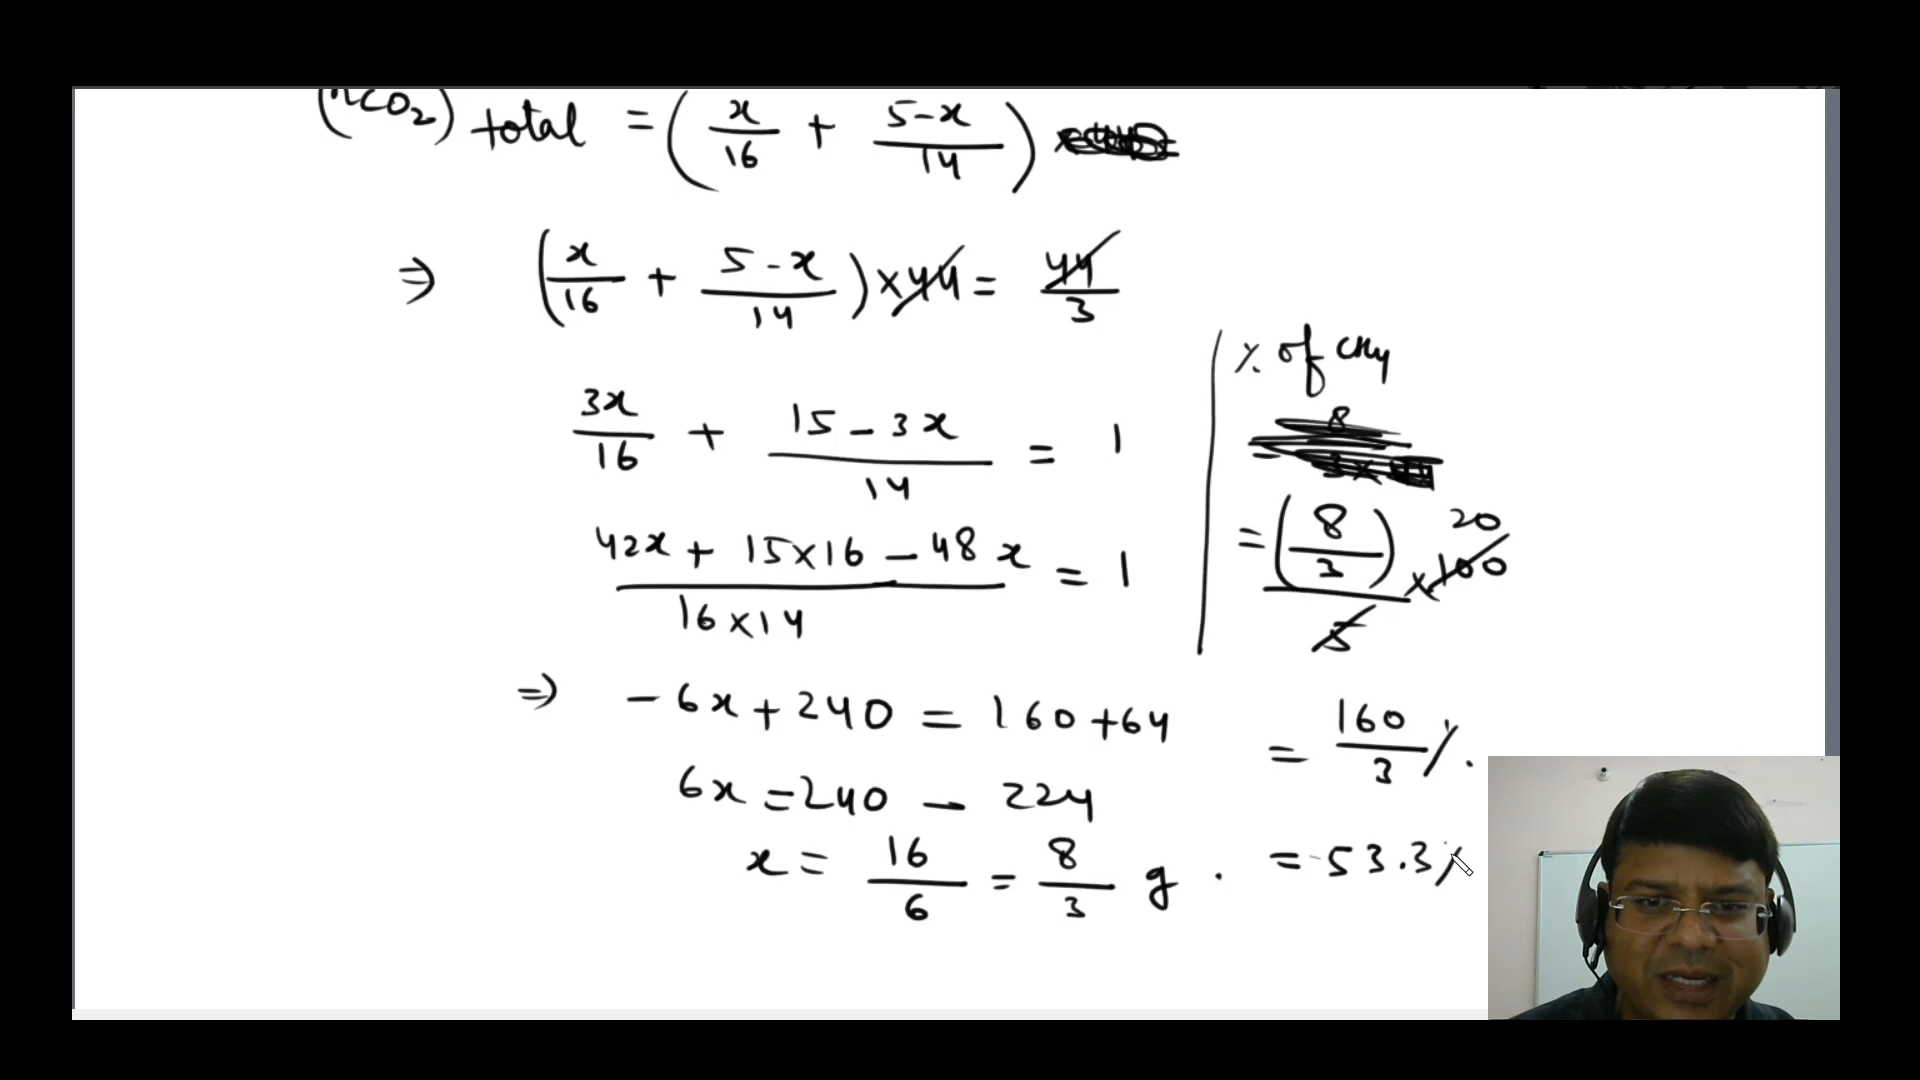 (nCO₂) total = (x/16 + 5-x/14)
⇒ (x/16 + 5-x/14) × 44 = 44/3
3x/16 + 15-3x/14 = 1
42x + 15×16 - 48x / 16×14 = 1
⇒ -6x + 240 = 160+64
6x = 240 - 224
x = 16/6 = 8/3 g.
% of CH4
= (8/3)/5 × 100 20
= 160/3 %.
= 53.3%